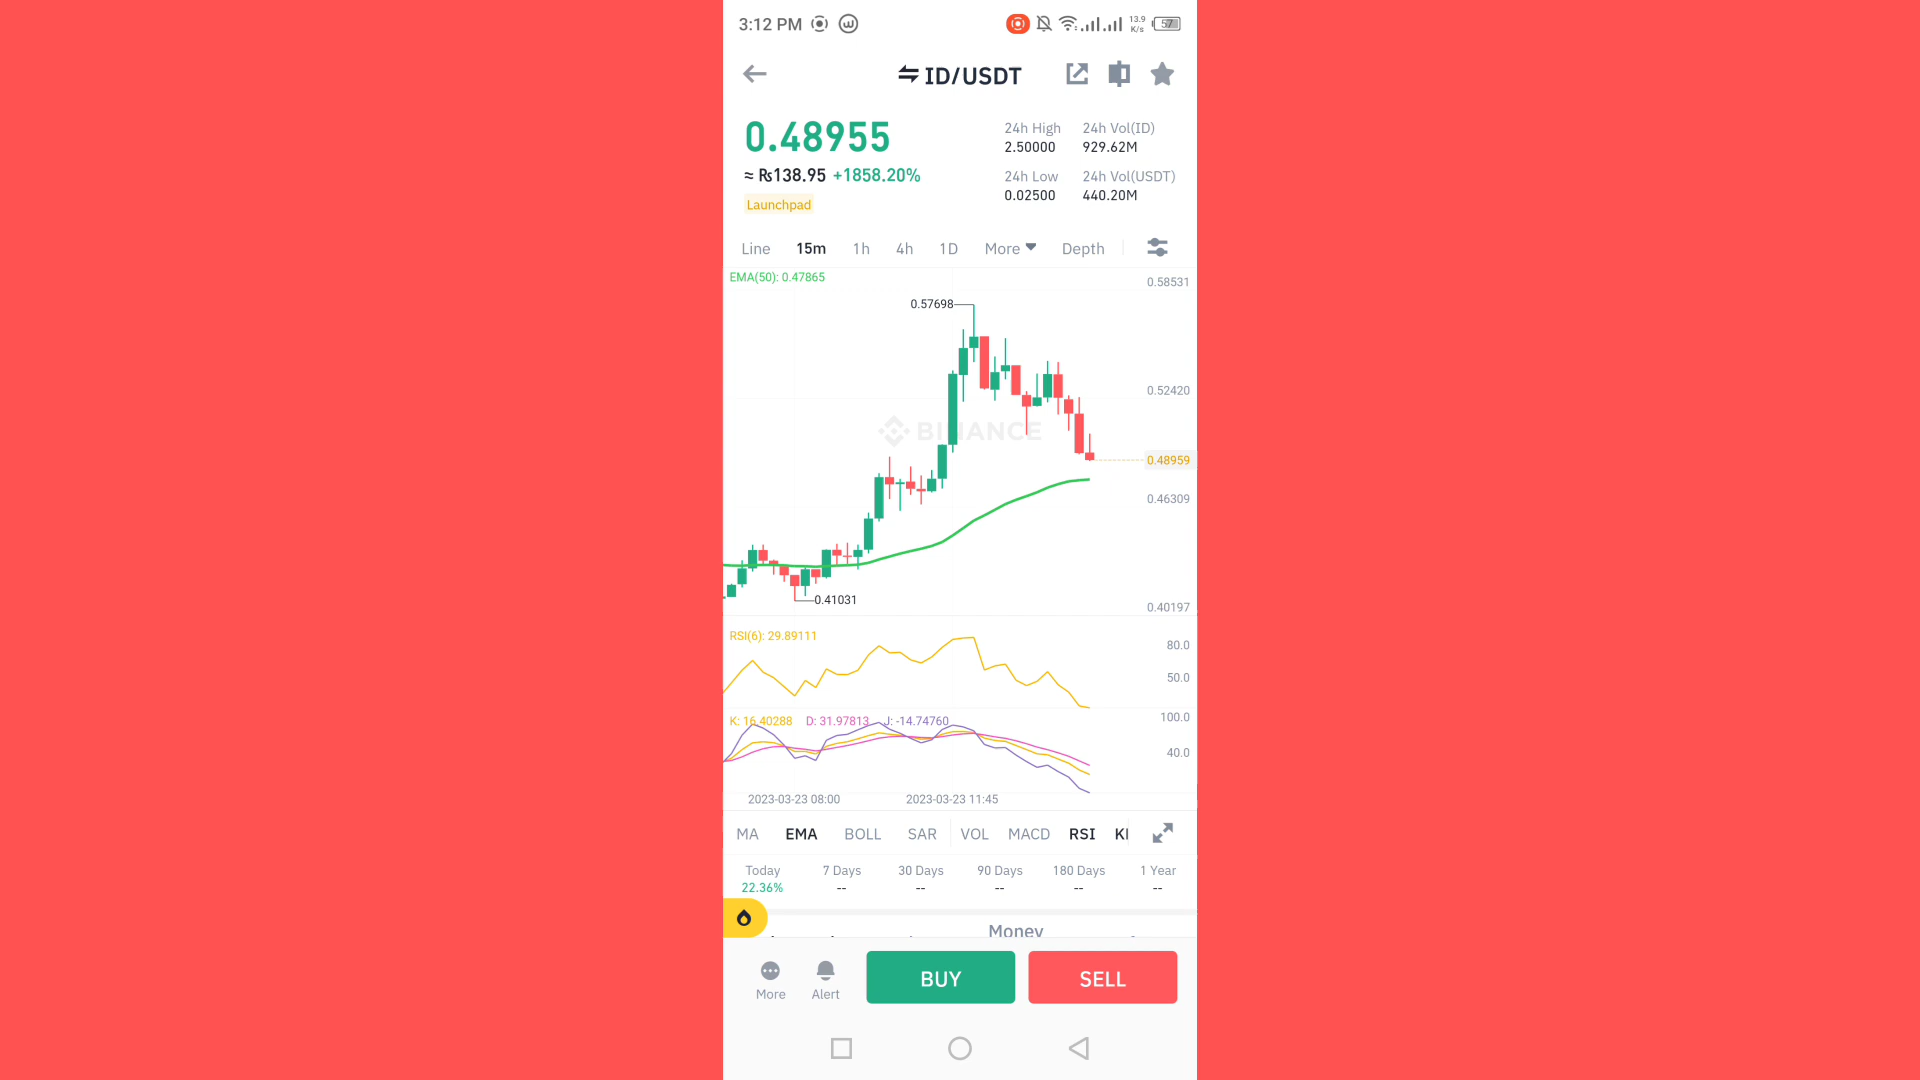 3:12 PM
13.9
K/s
57
ID/USDT
0.48955
≈ ₨138.95 +1858.20%
Launchpad
24h High
2.50000
24h Vol(ID)
929.62M
24h Low
0.02500
24h Vol(USDT)
440.20M
Line 15m 1h 4h 1D More Depth
EMA(50): 0.47865
0.58531
0.57698
0.52420
BINANCE
0.48959
0.46309
0.41031
0.40197
RSI(6): 29.89111
80.0
50.0
K: 16.40288 D: 31.97813 J: -14.74760
100.0
40.0
2023-03-23 08:00 2023-03-23 11:45
MA EMA BOLL SAR VOL MACD RSI
Today 7 Days 30 Days 90 Days 180 Days 1 Year
22.36% -- -- -- -- --
Money
More Alert BUY SELL